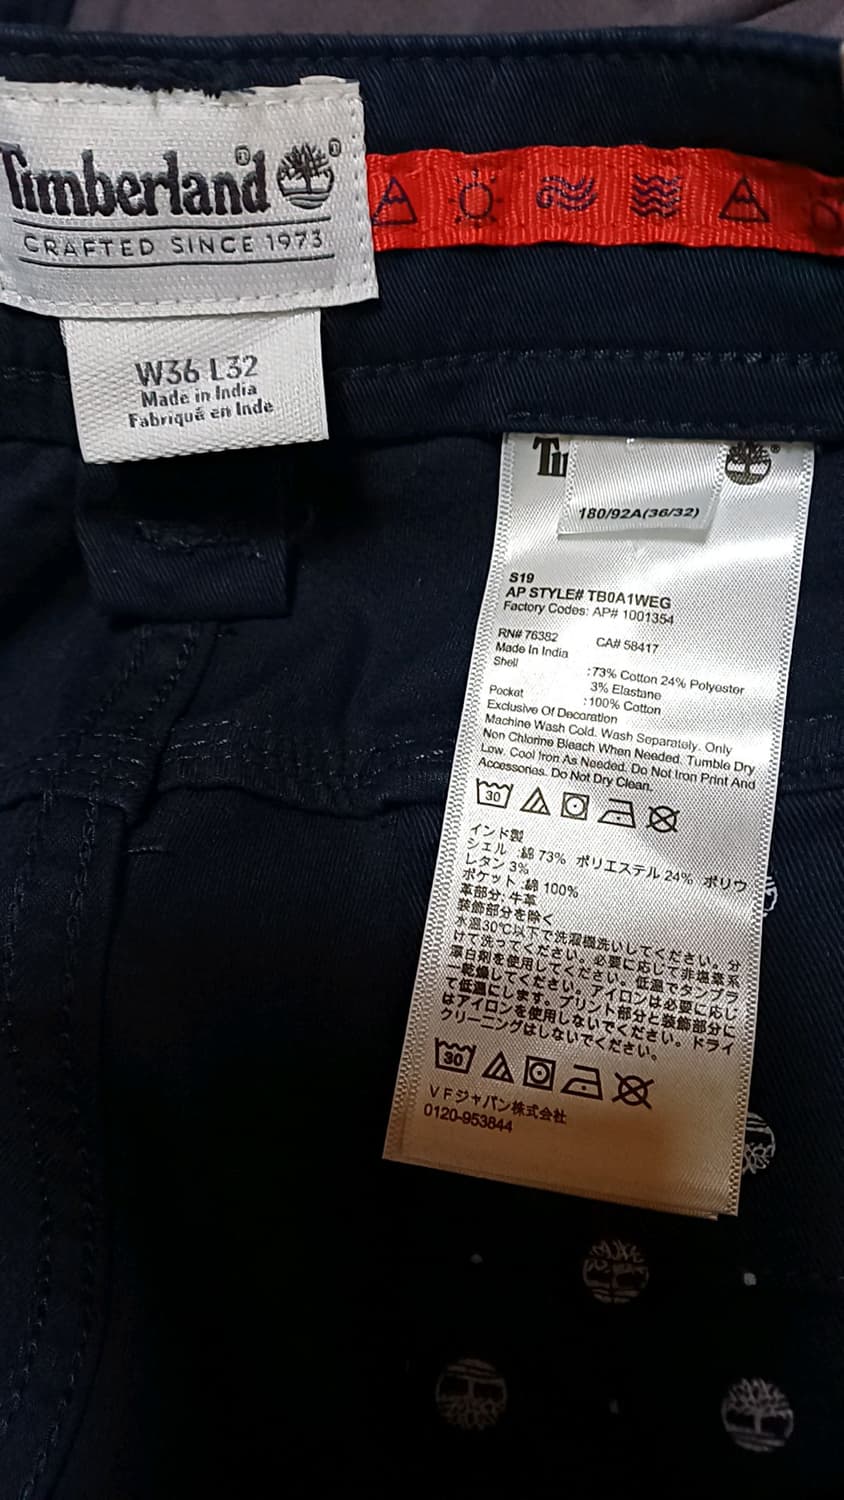 Timberland®
CRAFTED SINCE 1973
W36 L32
Made in India
Fabriqué en Inde
180/92A(36/32)
S19
AP STYLE# TB0A1WEG
Factory Codes: AP# 1001354
RN# 76382 CA# 58417
Made In India
Shell :73% Cotton 24% Polyester
3% Elastane
Pocket :100% Cotton
Exclusive Of Decoration
Machine Wash Cold. Wash Separately. Only
Non Chlorine Bleach When Needed. Tumble Dry
Low. Cool Iron As Needed. Do Not Iron Print And
Accessories. Do Not Dry Clean.
30
インド製
シェル :綿 73% ポリエステル 24% ポリウ
レタン 3%
ポケット :綿 100%
革部分: 牛革
装飾部分を除く
水温30℃以下で洗濯機洗いしてください。分
けて洗ってください。必要に応じて非塩素系
漂白剤を使用してください。低温でタンブラ
ー乾燥してください。アイロンは必要に応じ
て低温にします。プリント部分と装飾部分に
はアイロンを使用しないでください。ドライ
クリーニングはしないでください。
30
VFジャパン株式会社
0120-953844